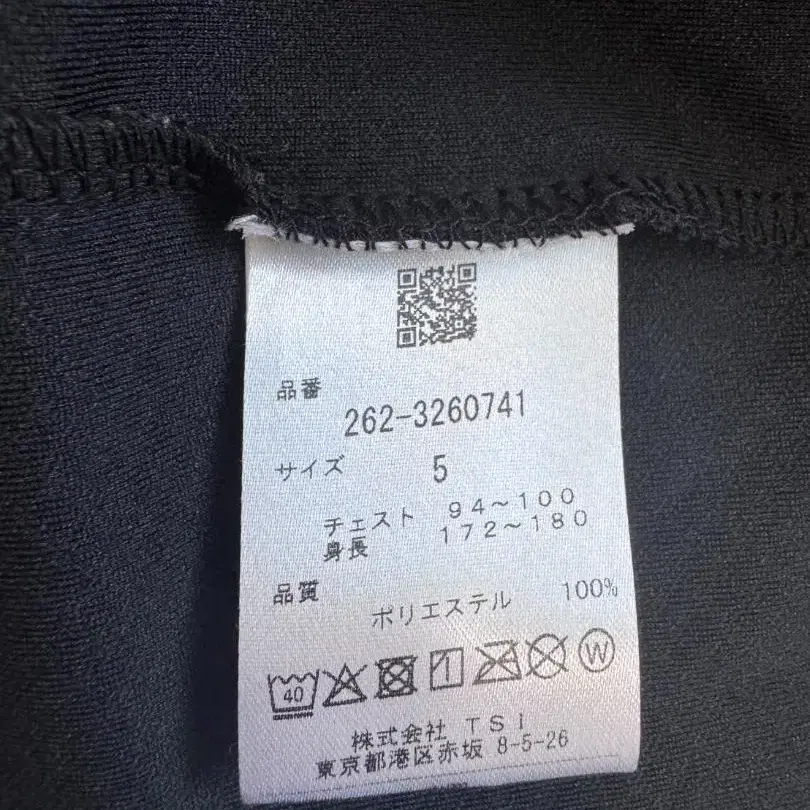 品番
262-3260741
サイズ 5
チェスト 94~100
身長 172~180
品質
ポリエステル 100%
40 W
株式会社 TSI
東京都港区赤坂 8-5-26